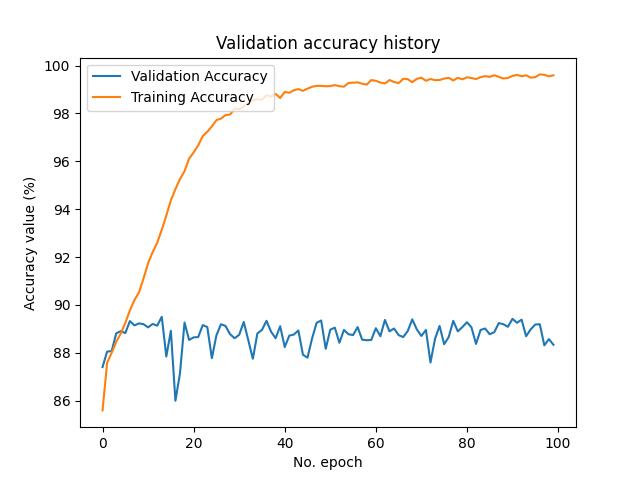 Validation accuracy history
100
98
96
94
92
90
88
86
Accuracy value (%)
Validation Accuracy
Training Accuracy
0 20 40 60 80 100
No. epoch